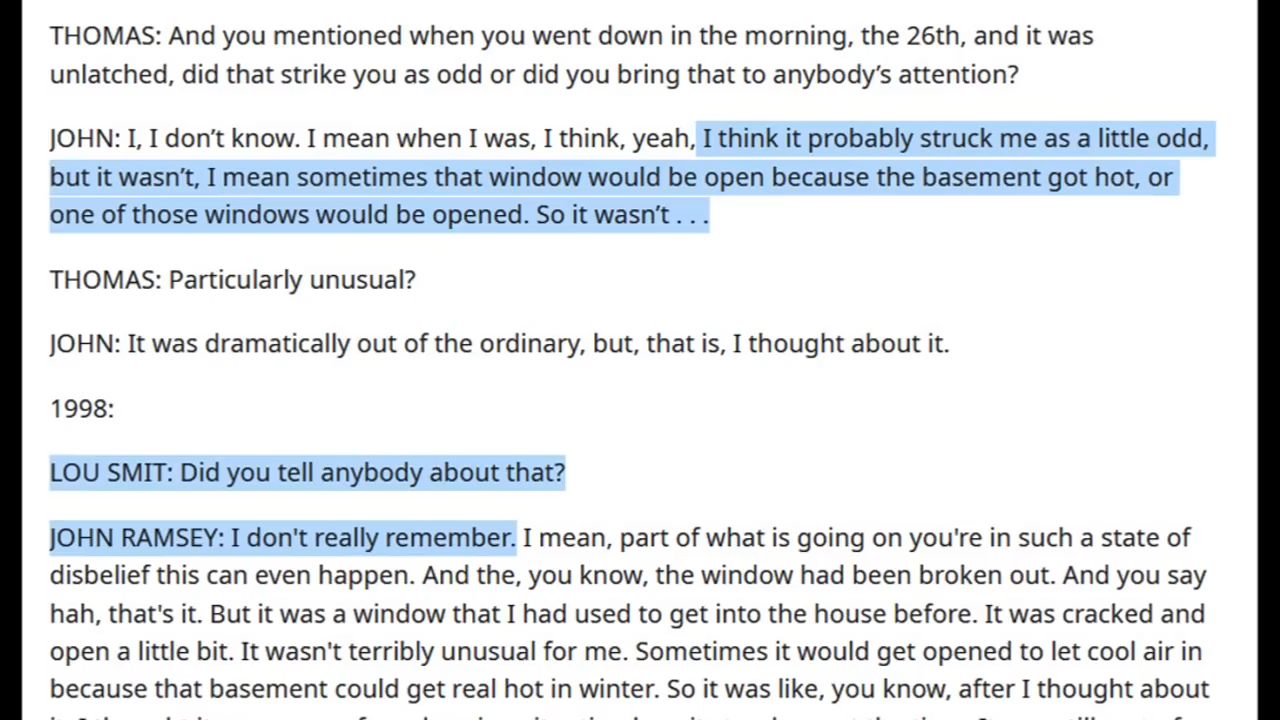 THOMAS: And you mentioned when you went down in the morning, the 26th, and it was
unlatched, did that strike you as odd or did you bring that to anybody’s attention?
JOHN: I, I don’t know. I mean when I was, I think, yeah, I think it probably struck me as a little odd,
but it wasn’t, I mean sometimes that window would be open because the basement got hot, or
one of those windows would be opened. So it wasn’t . . .
THOMAS: Particularly unusual?
JOHN: It was dramatically out of the ordinary, but, that is, I thought about it.
1998:
LOU SMIT: Did you tell anybody about that?
JOHN RAMSEY: I don't really remember. I mean, part of what is going on you're in such a state of
disbelief this can even happen. And the, you know, the window had been broken out. And you say
hah, that's it. But it was a window that I had used to get into the house before. It was cracked and
open a little bit. It wasn't terribly unusual for me. Sometimes it would get opened to let cool air in
because that basement could get real hot in winter. So it was like, you know, after I thought about